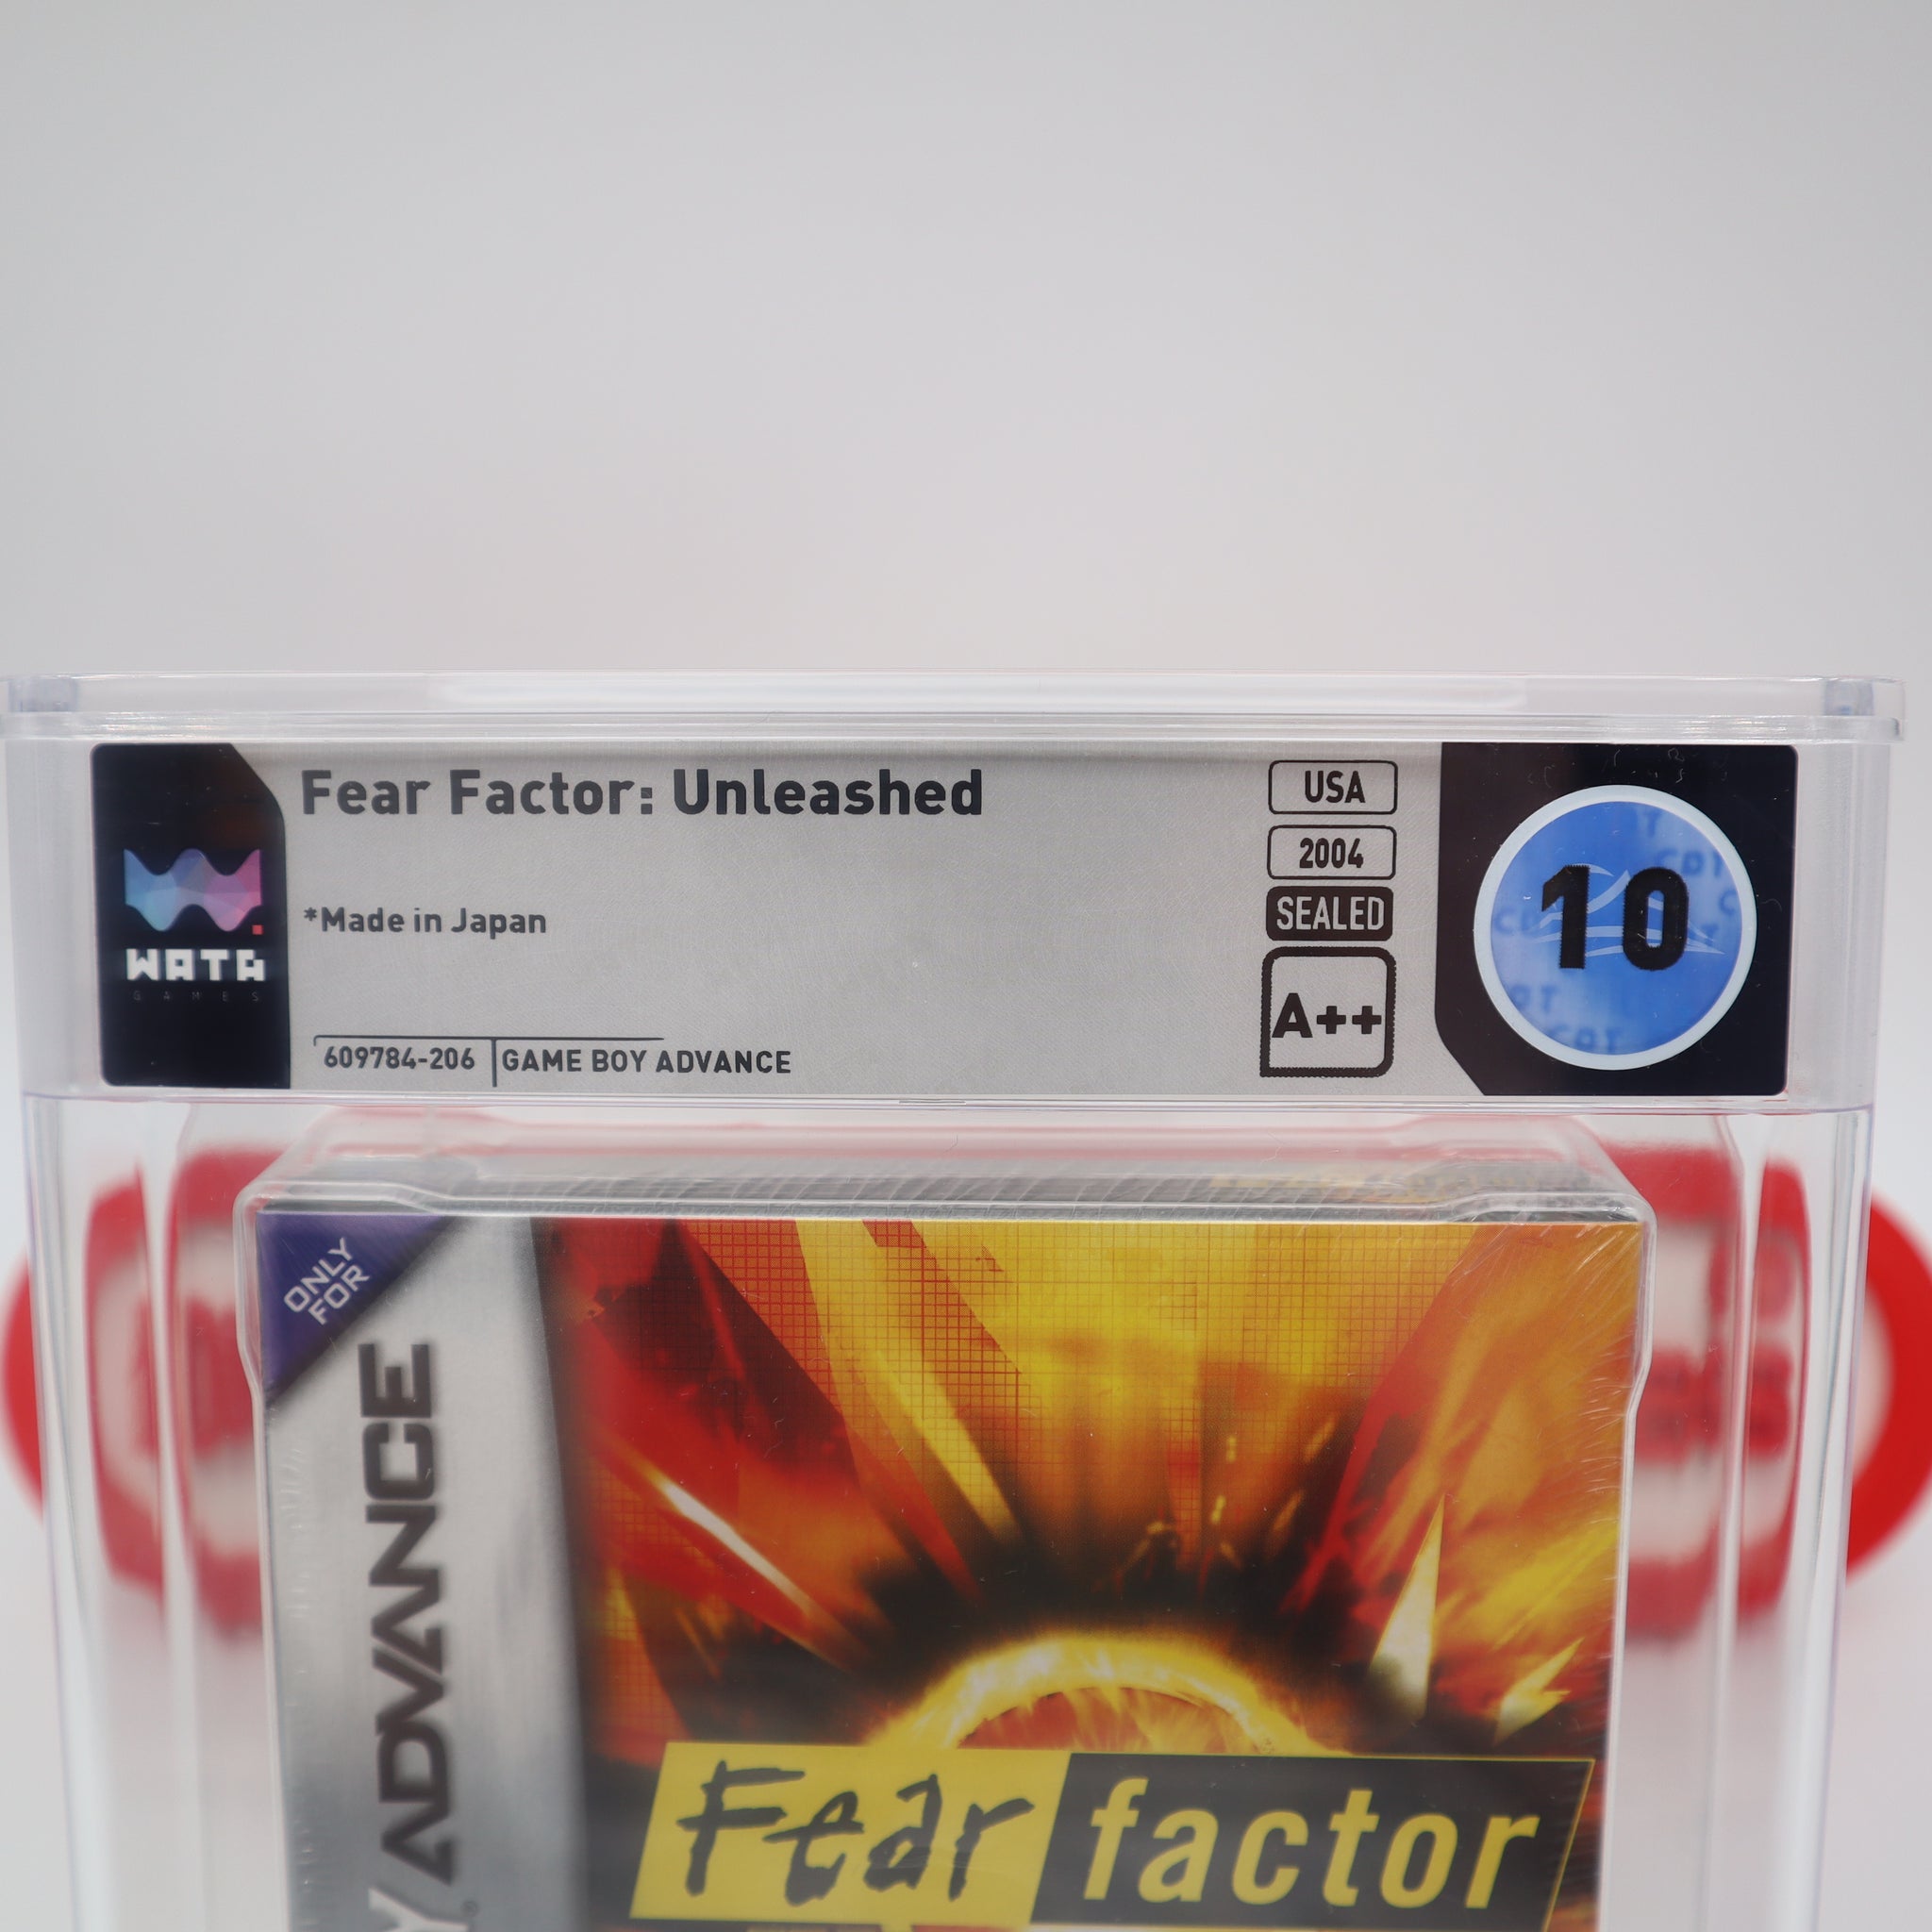 Fear Factor: Unleashed
*Made in Japan
609784-206
GAME BOY ADVANCE
WATA
GAMES
USA
2004
SEALED
A++
10
ONLY
FOR
ADVANCE
Fear factor